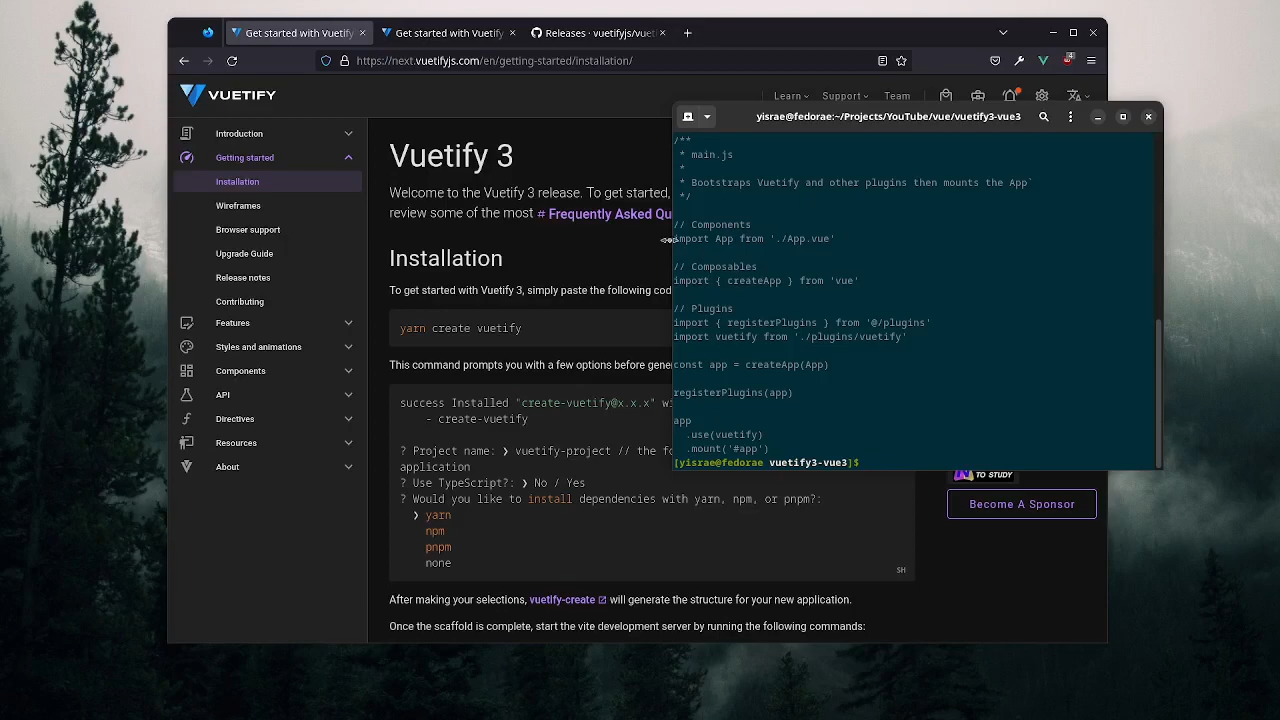 Get started with Vuetify
Get started with Vuetify
Releases · vuetifyjs/vuet
https://next.vuetifyjs.com/en/getting-started/installation/
4
VUETIFY
Learn
Support
Team
Introduction
Getting started
Installation
Wireframes
Browser support
Upgrade Guide
Release notes
Contributing
Features
Styles and animations
Components
API
Directives
Resources
About
Vuetify 3
Welcome to the Vuetify 3 release. To get started,
review some of the most # Frequently Asked Qu
Installation
To get started with Vuetify 3, simply paste the following cod
yarn create vuetify
This command prompts you with a few options before gene
success Installed "create-vuetify@x.x.x" wi
- create-vuetify
? Project name: ❯ vuetify-project // the fo
application
? Use TypeScript?: ❯ No / Yes
? Would you like to install dependencies with yarn, npm, or pnpm?:
❯ yarn
npm
pnpm
none
SH
After making your selections, vuetify-create will generate the structure for your new application.
Once the scaffold is complete, start the vite development server by running the following commands:
yisrae@fedorae:~/Projects/YouTube/vue/vuetify3-vue3
/**
* main.js
*
* Bootstraps Vuetify and other plugins then mounts the App`
*/
// Components
import App from './App.vue'
// Composables
import { createApp } from 'vue'
// Plugins
import { registerPlugins } from '@/plugins'
import vuetify from './plugins/vuetify'
const app = createApp(App)
registerPlugins(app)
app
.use(vuetify)
.mount('#app')
[yisrae@fedorae vuetify3-vue3]$
TO STUDY
Become A Sponsor